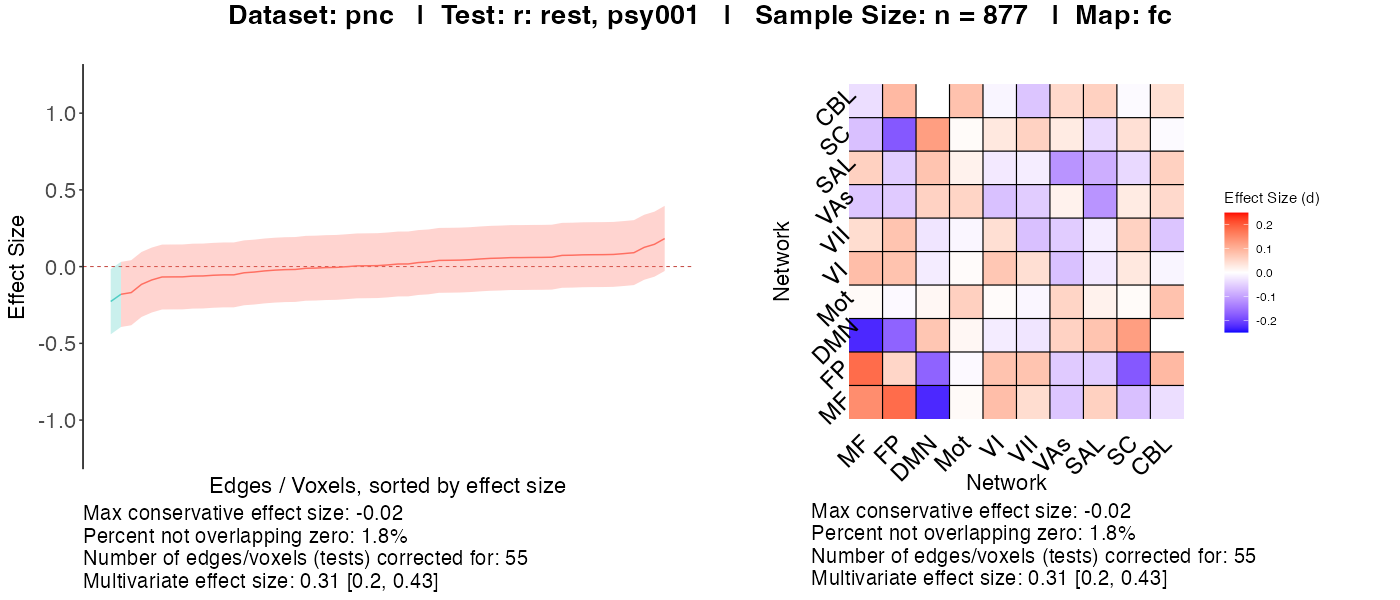 Dataset: pnc | Test: r: rest, psy001 | Sample Size: n = 877 | Map: fc
Effect Size
1.0
0.5
0.0
-0.5
-1.0
Edges / Voxels, sorted by effect size
Max conservative effect size: -0.02
Percent not overlapping zero: 1.8%
Number of edges/voxels (tests) corrected for: 55
Multivariate effect size: 0.31 [0.2, 0.43]
Network
CBL
SC
SAL
VAs
VII
VI
Mot
DMN
FP
MF
MF
FP
DMN
Mot
VI
VII
VAs
SAL
SC
CBL
Network
Effect Size (d)
0.2
0.1
0.0
-0.1
-0.2
Max conservative effect size: -0.02
Percent not overlapping zero: 1.8%
Number of edges/voxels (tests) corrected for: 55
Multivariate effect size: 0.31 [0.2, 0.43]